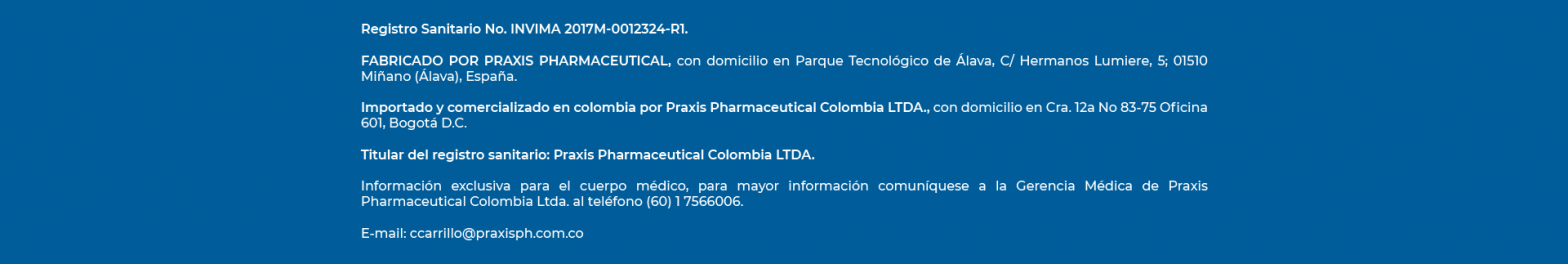 Registro Sanitario No. INVIMA 2017M-0012324-R1.
FABRICADO POR PRAXIS PHARMACEUTICAL, con domicilio en Parque Tecnológico de Álava, C/ Hermanos Lumiere, 5; 01510
Miñano (Álava), España.
Importado y comercializado en colombia por Praxis Pharmaceutical Colombia LTDA., con domicilio en Cra. 12a No 83-75 Oficina
601, Bogotá D.C.
Titular del registro sanitario: Praxis Pharmaceutical Colombia LTDA.
Información exclusiva para el cuerpo médico, para mayor información comuníquese a la Gerencia Médica de Praxis
Pharmaceutical Colombia Ltda. al teléfono (60) 1 7566006.
E-mail: ccarrillo@praxisph.com.co